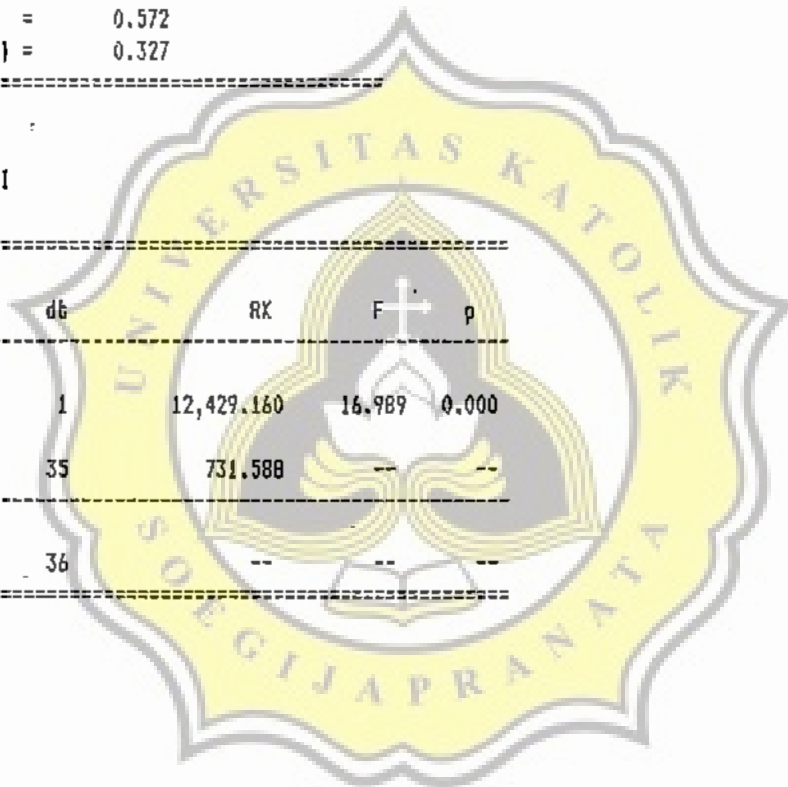 = 0.572
) = 0.327
I
db RK F p
1 12,429.160 16.989 0.000
35 731.588 -- --
36 -- -- --
UNIVERSITAS KATOLIK
SOEGIJAPRANATA